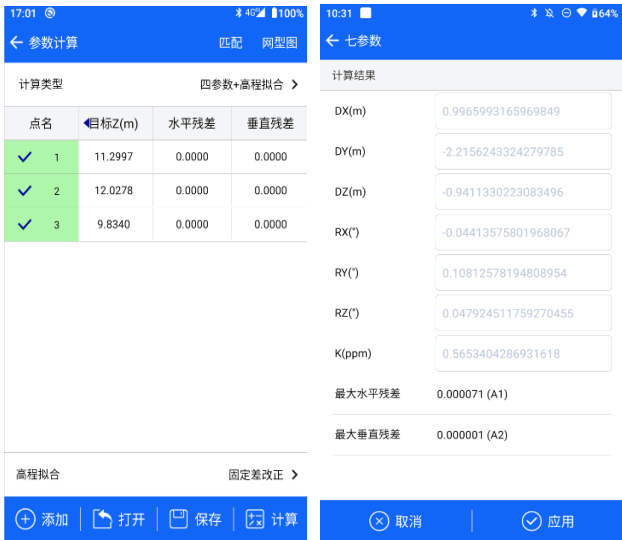 17:01
4G 100%
参数计算 匹配 网型图
计算类型 四参数+高程拟合
点名 目标Z(m) 水平残差 垂直残差
1 11.2997 0.0000 0.0000
2 12.0278 0.0000 0.0000
3 9.8340 0.0000 0.0000
高程拟合 固定差改正
添加 打开 保存 计算
10:31 64%
七参数
计算结果
DX(m) 0.9965993165969849
DY(m) -2.2156243324279785
DZ(m) -0.9411330223083496
RX(″) -0.04413575801968067
RY(″) 0.10812578194808954
RZ(″) 0.047924511759270455
K(ppm) 0.5653404286931618
最大水平残差 0.000071 (A1)
最大垂直残差 0.000001 (A2)
取消 应用